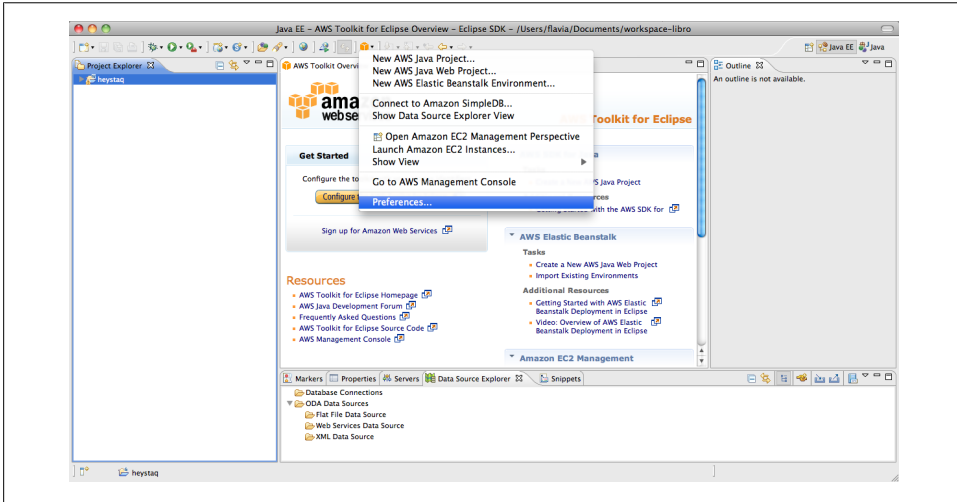 Java EE – AWS Toolkit for Eclipse Overview – Eclipse SDK – /Users/flavia/Documents/workspace-libro
Java EE
Java
Project Explorer
heystaq
AWS Toolkit Overvi
New AWS Java Project...
New AWS Java Web Project...
New AWS Elastic Beanstalk Environment...
Connect to Amazon SimpleDB...
Show Data Source Explorer View
Open Amazon EC2 Management Perspective
Launch Amazon EC2 Instances...
Show View
Go to AWS Management Console
Preferences...
ama
webser
Toolkit for Eclipse
Get Started
Configure the to
Configure
Sign up for Amazon Web Services
Resources
AWS Toolkit for Eclipse Homepage
AWS Java Development Forum
Frequently Asked Questions
AWS Toolkit for Eclipse Source Code
AWS Management Console
Java Project
with the AWS SDK for
AWS Elastic Beanstalk
Tasks
Create a New AWS Java Web Project
Import Existing Environments
Additional Resources
Getting Started with AWS Elastic
Beanstalk Deployment in Eclipse
Video: Overview of AWS Elastic
Beanstalk Deployment in Eclipse
Amazon EC2 Management
Outline
An outline is not available.
Markers
Properties
Servers
Data Source Explorer
Snippets
Database Connections
ODA Data Sources
Flat File Data Source
Web Services Data Source
XML Data Source
heystaq